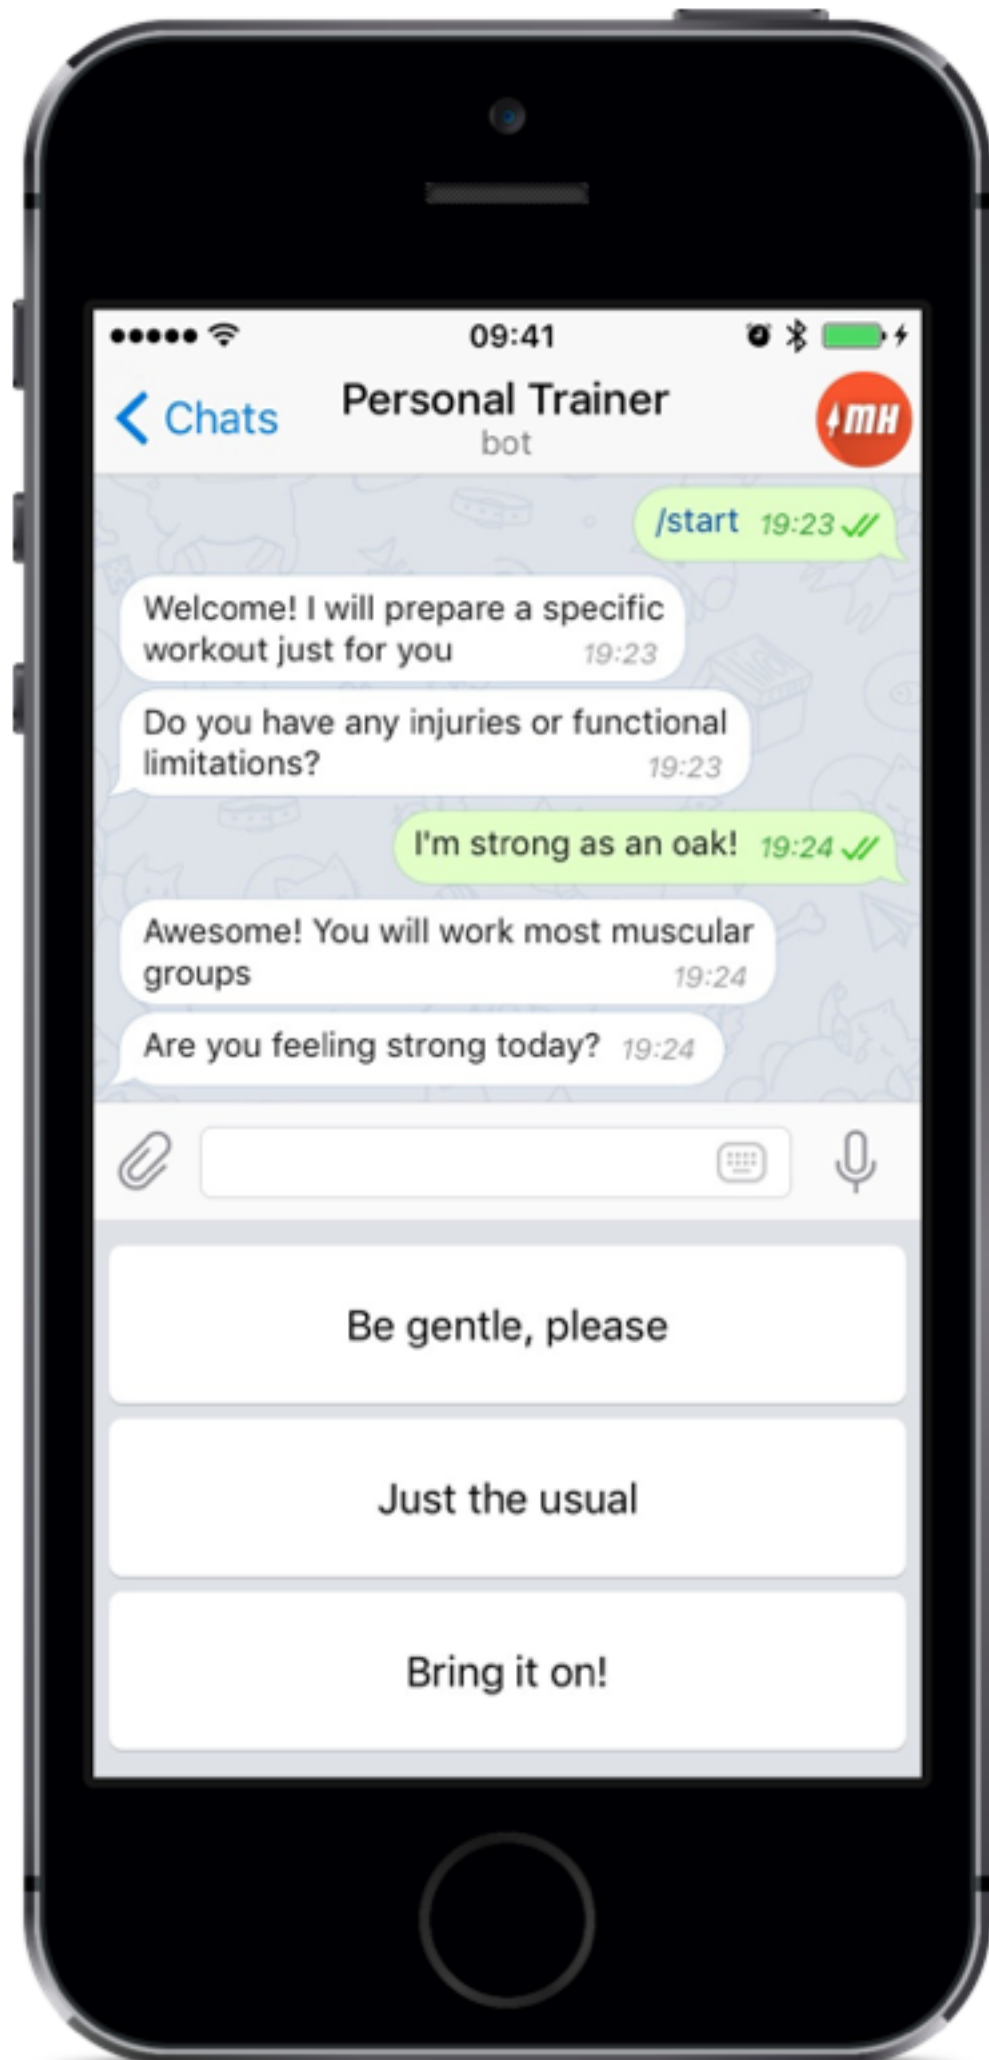 09:41
Chats
Personal Trainer
bot
MH
/start 19:23
Welcome! I will prepare a specific
workout just for you 19:23
Do you have any injuries or functional
limitations? 19:23
I'm strong as an oak! 19:24
Awesome! You will work most muscular
groups 19:24
Are you feeling strong today? 19:24
Be gentle, please
Just the usual
Bring it on!